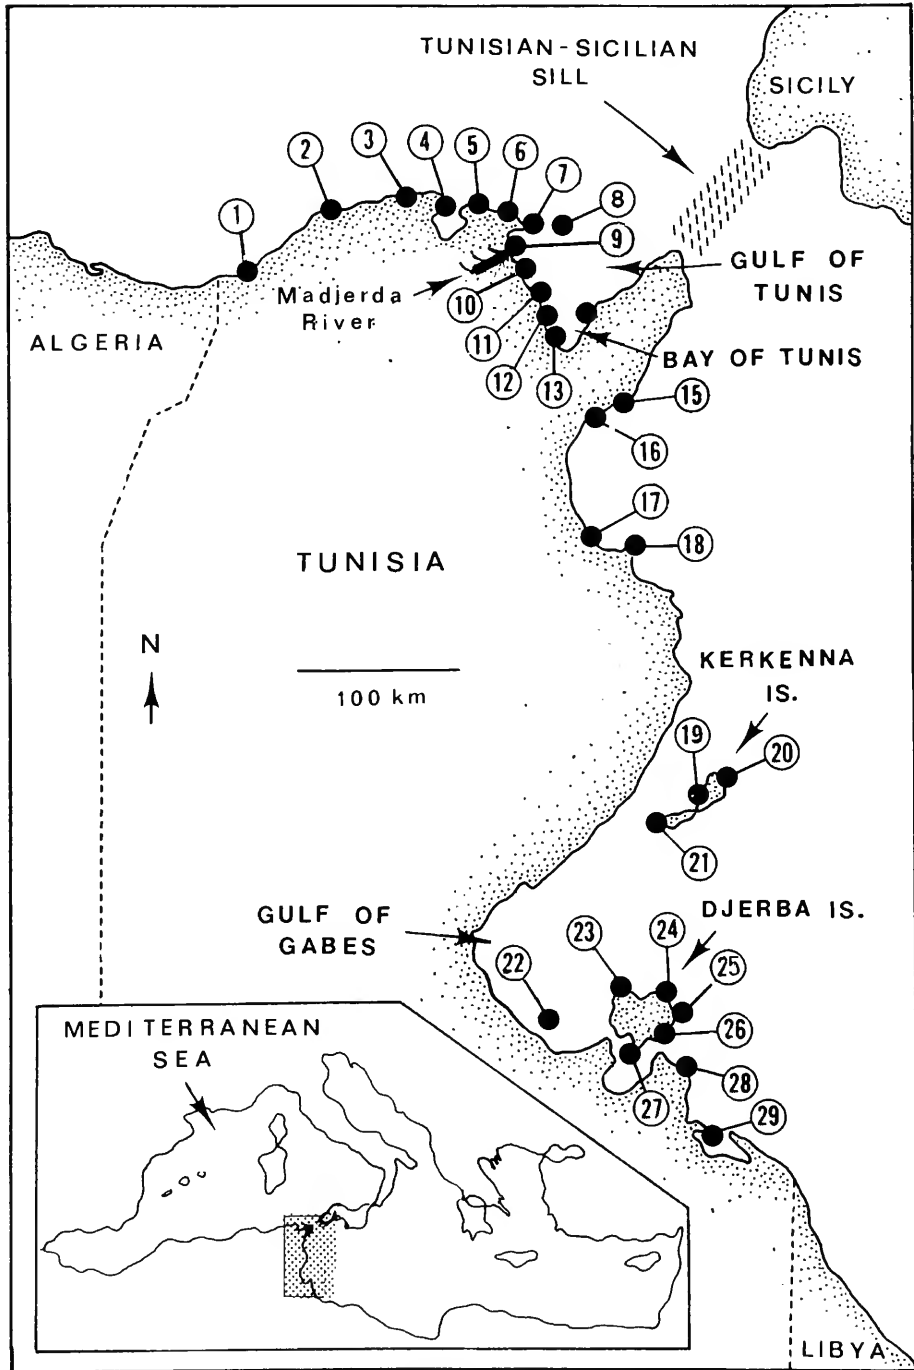 TUNISIAN-SICILIAN
SILL
SICILY
3
4
5
6
2
7
8
1
9
GULF OF
TUNIS
Madjerda
River
10
11
ALGERIA
BAY OF TUNIS
12
13
15
16
17
18
TUNISIA
N
KERKENNA
IS.
100 km
19
20
21
DJERBA IS.
GULF OF
GABES
23
24
22
25
26
MEDITERRANEAN
SEA
28
27
29
LIBYA